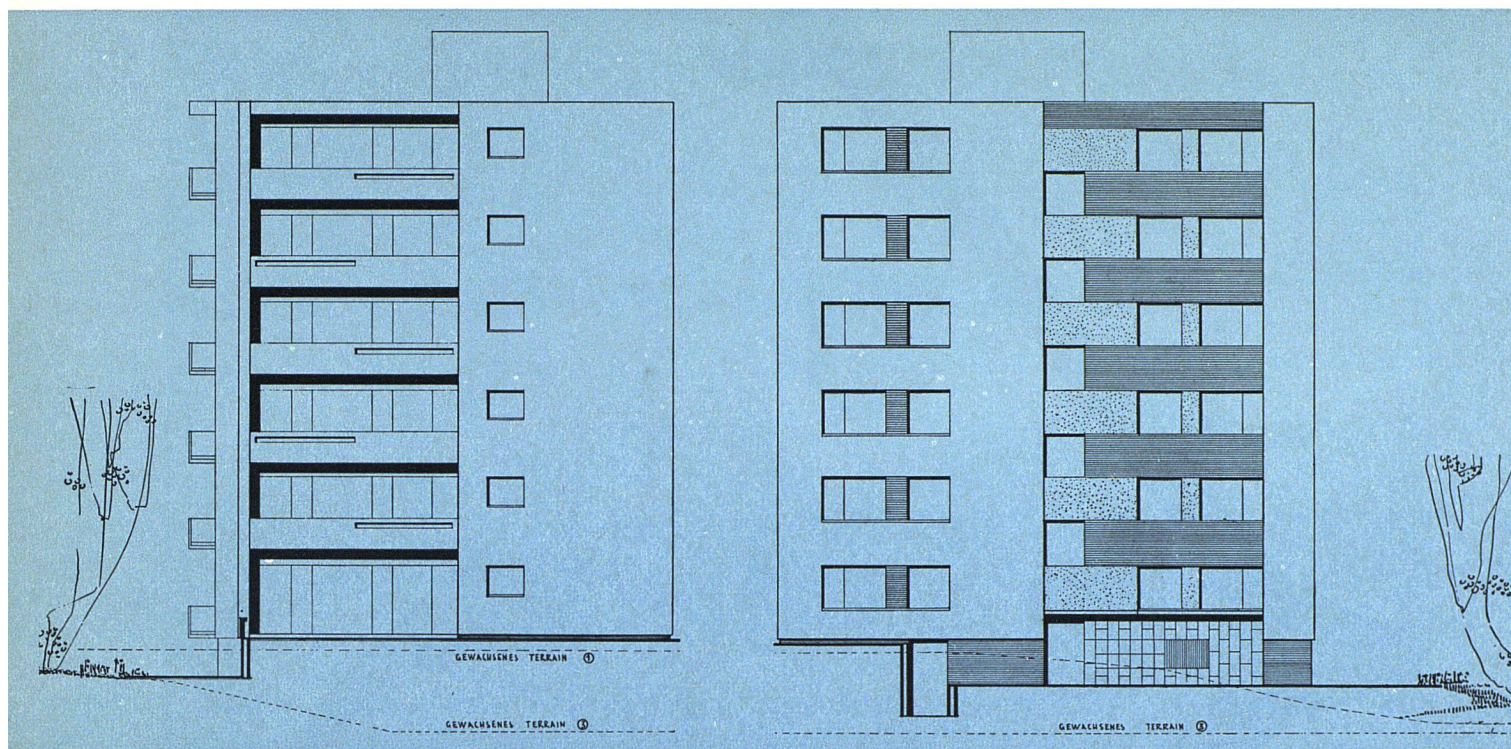 GEWACHSENES TERRAIN ①
GEWACHSENES TERRAIN ③
GEWACHSENES TERRAIN ⑤